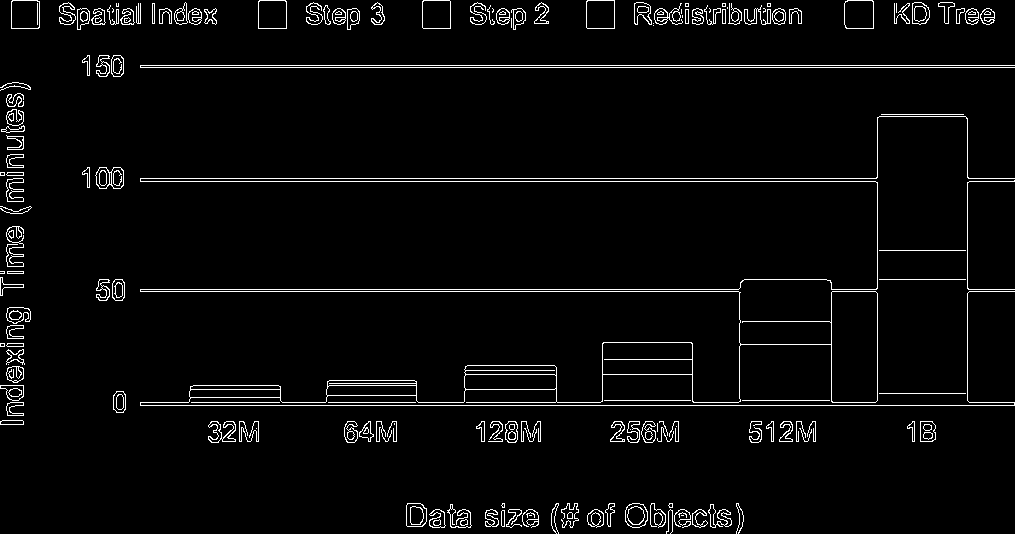 Spatial Index Step 3 Step 2 Redistribution KD Tree
Indexing Time (minutes)
150
100
50
0
32M 64M 128M 256M 512M 1B
Data size (# of Objects)